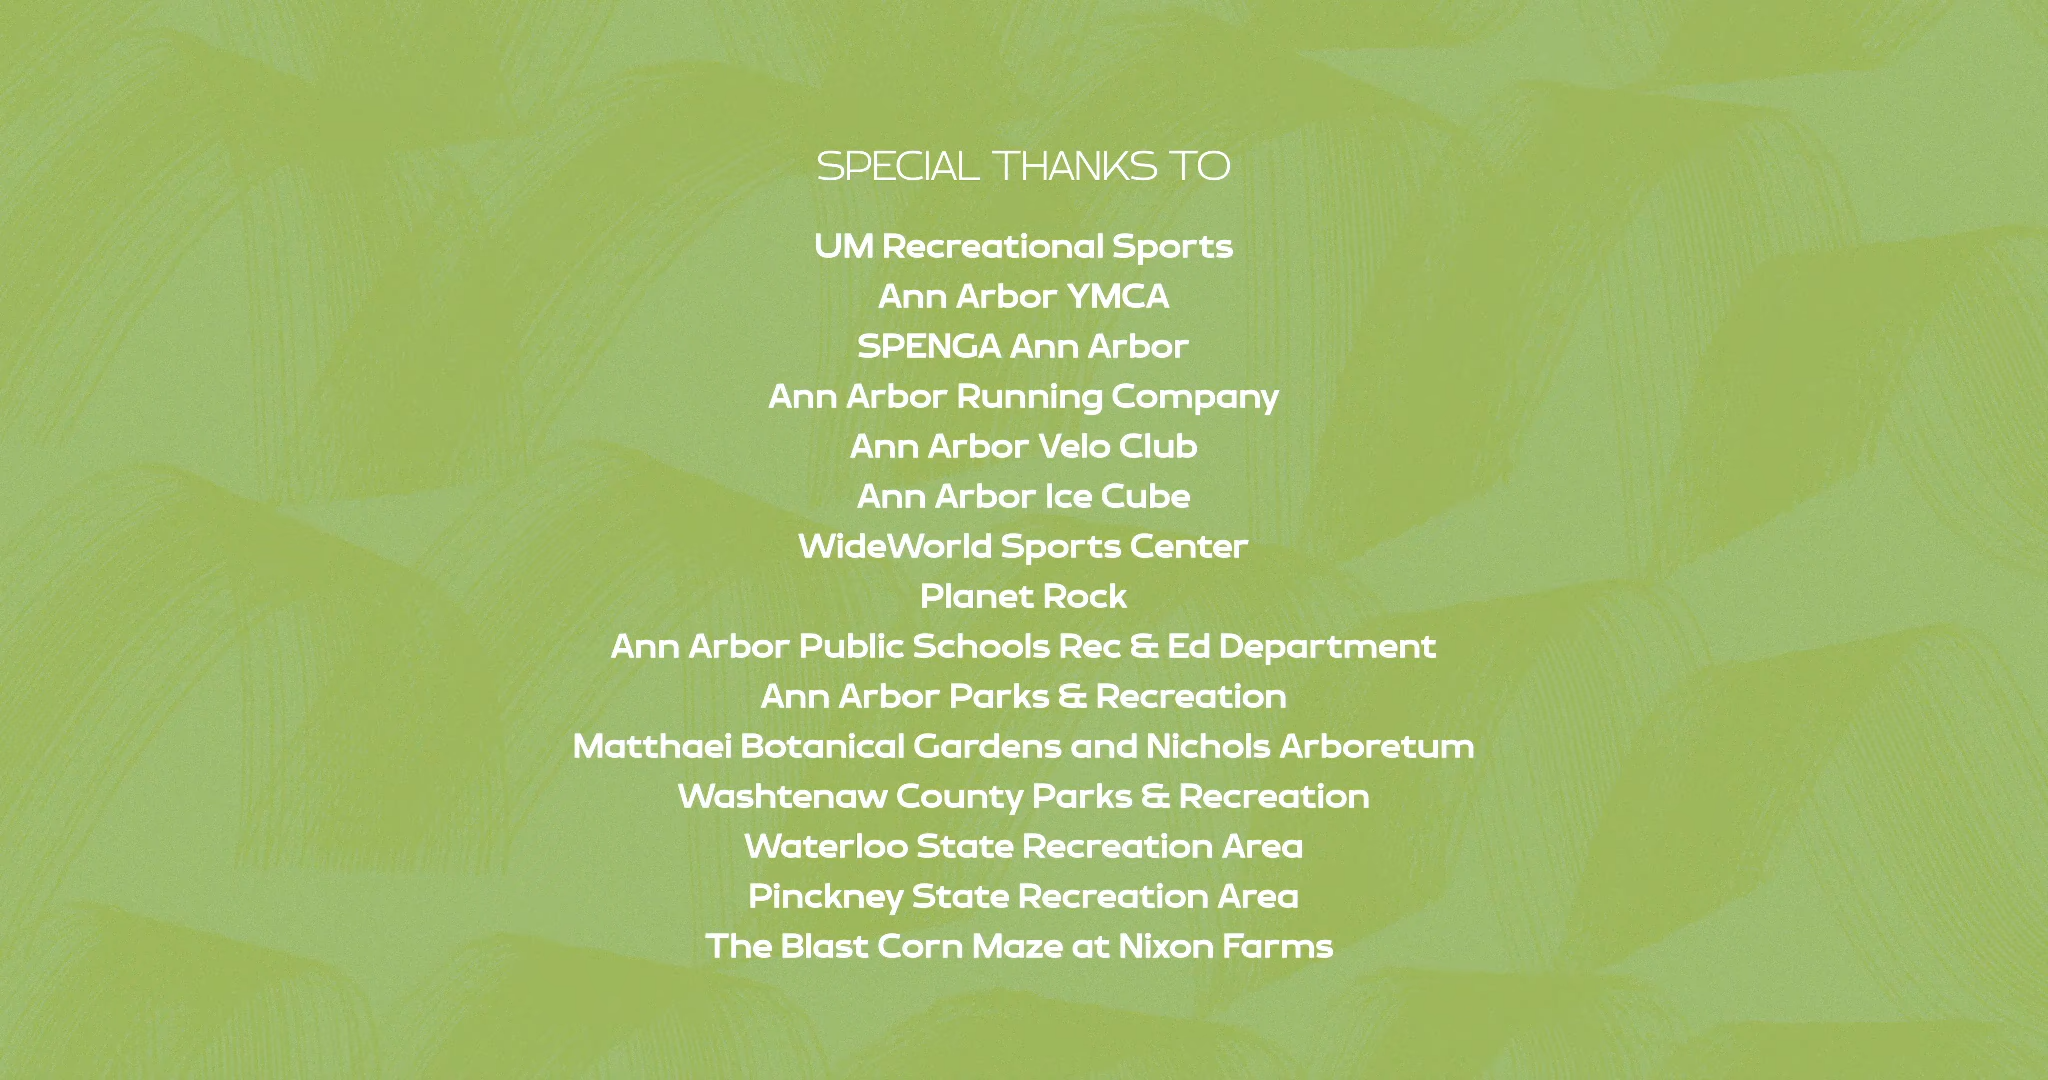 SPECIAL THANKS TO
UM Recreational Sports
Ann Arbor YMCA
SPENGA Ann Arbor
Ann Arbor Running Company
Ann Arbor Velo Club
Ann Arbor Ice Cube
WideWorld Sports Center
Planet Rock
Ann Arbor Public Schools Rec & Ed Department
Ann Arbor Parks & Recreation
Matthaei Botanical Gardens and Nichols Arboretum
Washtenaw County Parks & Recreation
Waterloo State Recreation Area
Pinckney State Recreation Area
The Blast Corn Maze at Nixon Farms